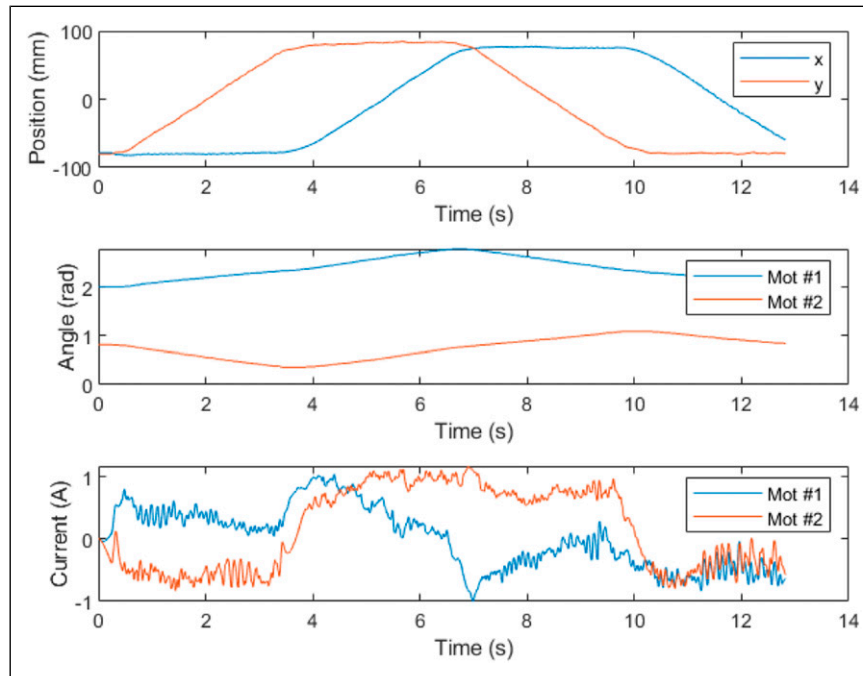 100
0
-100
Position (mm)
x
y
0 2 4 6 8 10 12 14
Time (s)
2
1
0
Angle (rad)
Mot #1
Mot #2
0 2 4 6 8 10 12 14
Time (s)
1
0
-1
Current (A)
Mot #1
Mot #2
0 2 4 6 8 10 12 14
Time (s)